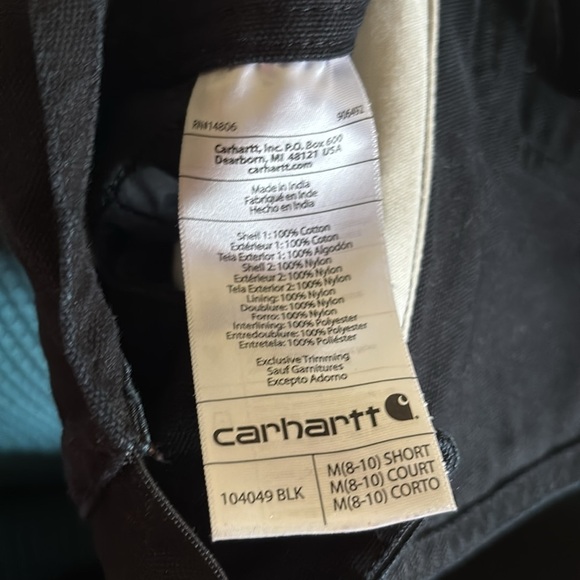 RN#14806 906492
Carhartt, Inc. P.O. Box 600
Dearborn, MI 48121 USA
carhartt.com
Made in India
Fabriqué en Inde
Hecho en India
Shell 1: 100% Cotton
Extérieur 1: 100% Coton
Tela Exterior 1: 100% Algodón
Shell 2: 100% Nylon
Extérieur 2: 100% Nylon
Tela Exterior 2: 100% Nylon
Lining: 100% Nylon
Doublure: 100% Nylon
Forro: 100% Nylon
Interlining: 100% Polyester
Entredoublure: 100% Polyester
Entretela: 100% Poliéster
Exclusive Trimming
Sauf Garnitures
Excepto Adorno
carhartt
104049 BLK
M(8-10) SHORT
M(8-10) COURT
M(8-10) CORTO